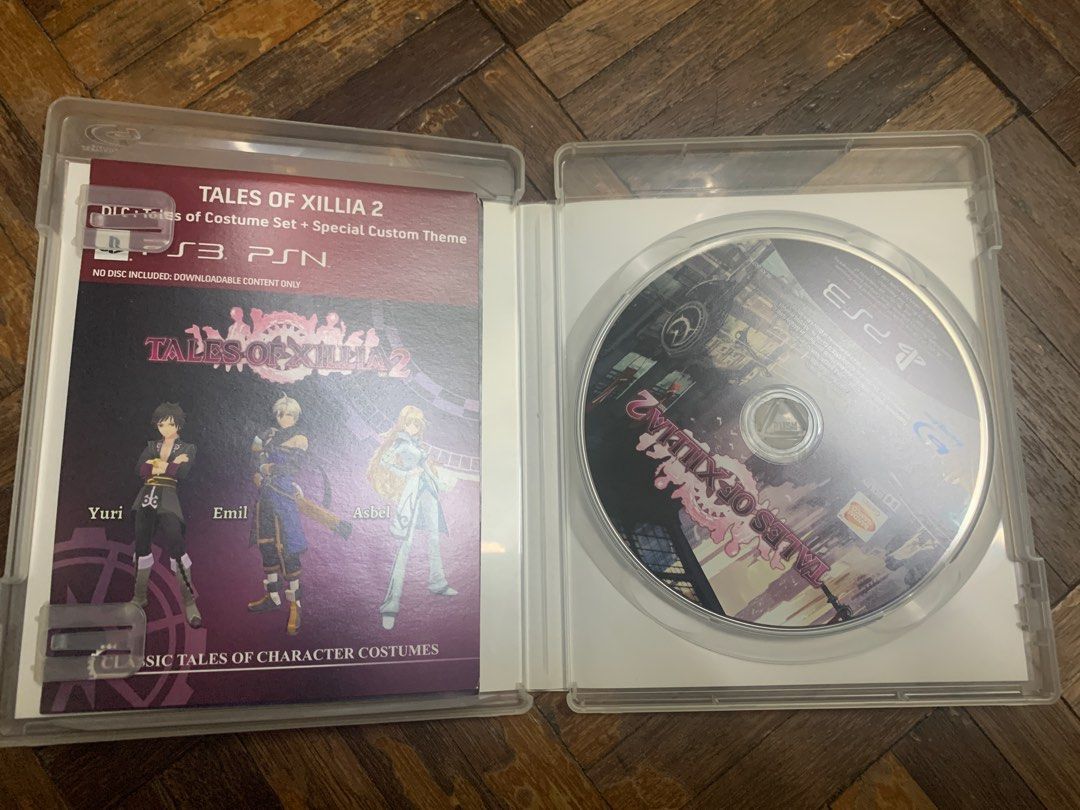 TALES OF XILLIA 2
DLC: Tales of Costume Set + Special Custom Theme
PS3 PSN
NO DISC INCLUDED: DOWNLOADABLE CONTENT ONLY
TALES OF XILLIA 2
Yuri
Emil
Asbel
CLASSIC TALES OF CHARACTER COSTUMES
PS3
TALES OF XILLIA 2